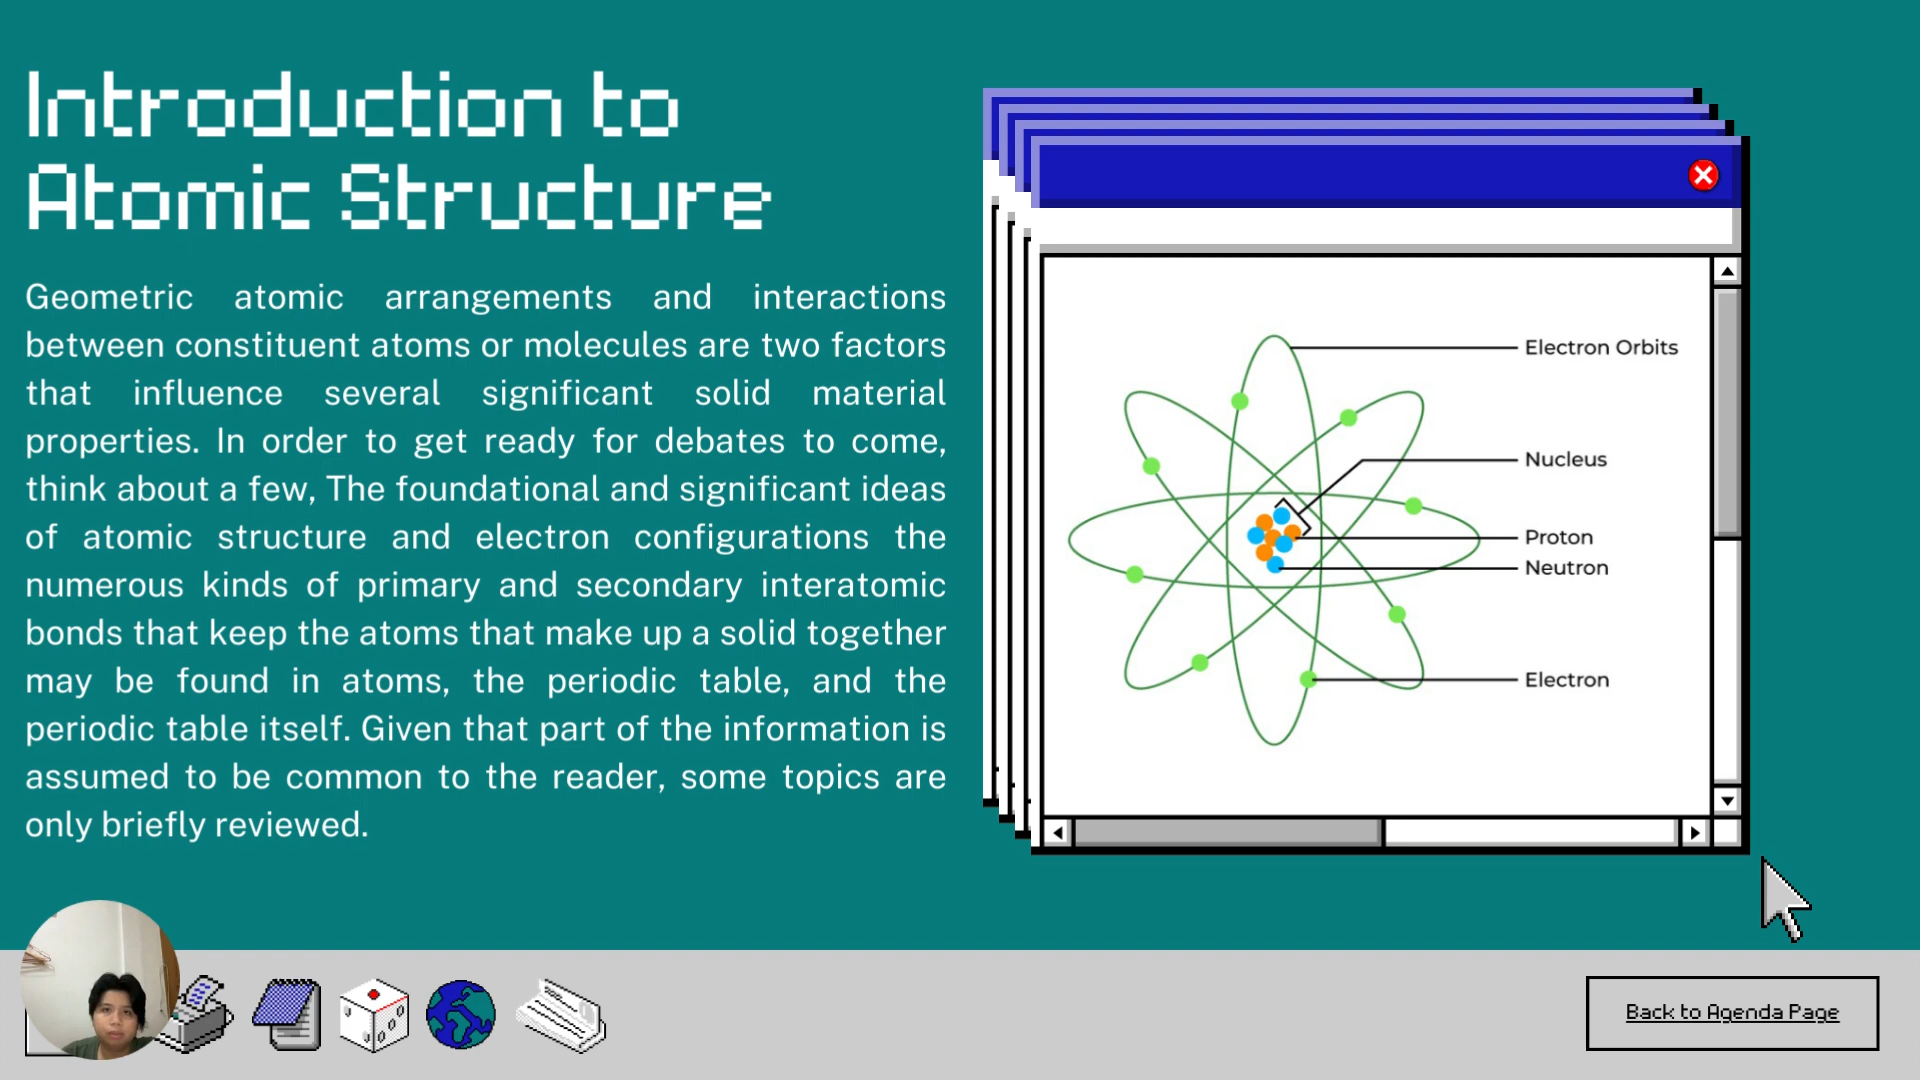 Introduction to
Atomic Structure
Geometric atomic arrangements and interactions
between constituent atoms or molecules are two factors
that influence several significant solid material
properties. In order to get ready for debates to come,
think about a few, The foundational and significant ideas
of atomic structure and electron configurations the
numerous kinds of primary and secondary interatomic
bonds that keep the atoms that make up a solid together
may be found in atoms, the periodic table, and the
periodic table itself. Given that part of the information is
assumed to be common to the reader, some topics are
only briefly reviewed.
Electron Orbits
Nucleus
Proton
Neutron
Electron
Back to Agenda Page